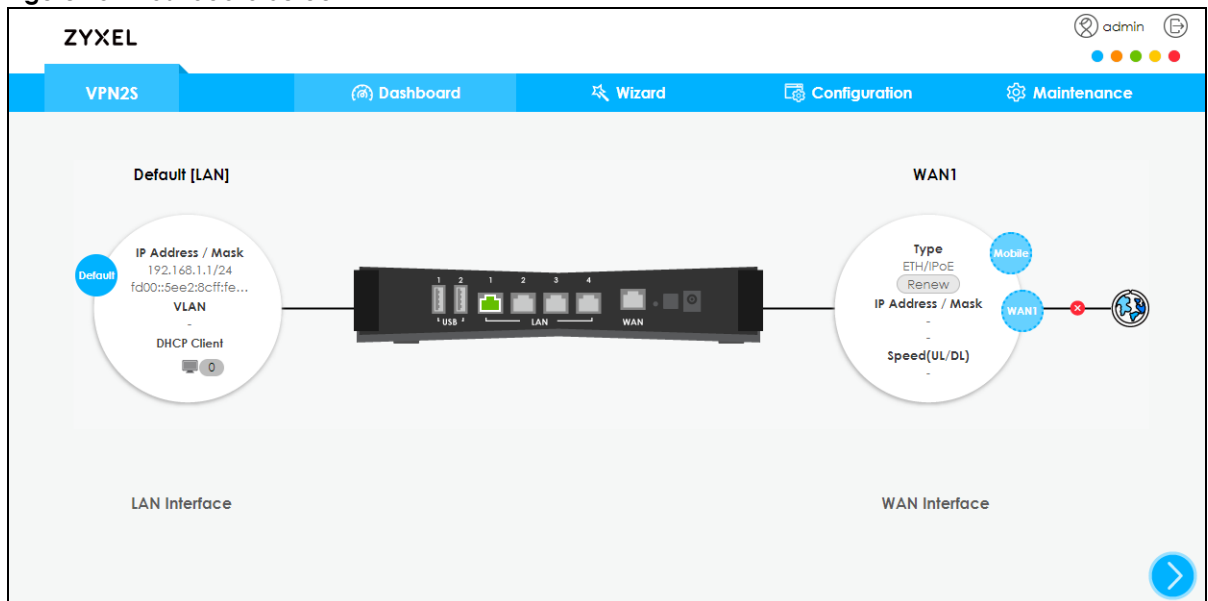 ZYXEL
admin
VPN2S
Dashboard
Wizard
Configuration
Maintenance
Default [LAN]
WAN1
IP Address / Mask
192.168.1.1/24
fd00::5ee2:8cff:fe...
VLAN
-
DHCP Client
0
Default
1 2 1 2 3 4
USB LAN WAN
Type
ETH/IPoE
Renew
IP Address / Mask
-
-
Speed(UL/DL)
-
Mobile
WAN1
LAN Interface
WAN Interface